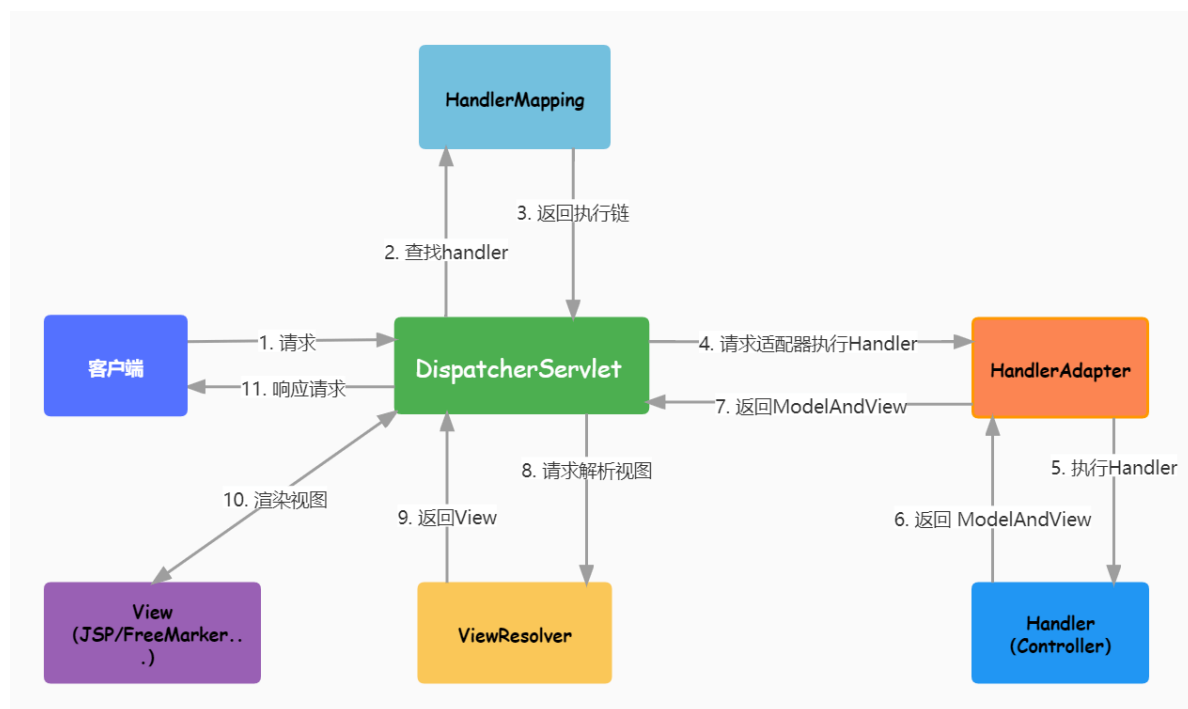 HandlerMapping
3. 返回执行链
2. 查找handler
客户端
1. 请求
11. 响应请求
DispatcherServlet
4. 请求适配器执行Handler
7. 返回ModelAndView
HandlerAdapter
8. 请求解析视图
5. 执行Handler
10. 渲染视图
9. 返回View
6. 返回 ModelAndView
View
(JSP/FreeMarker..
.)
ViewResolver
Handler
(Controller)